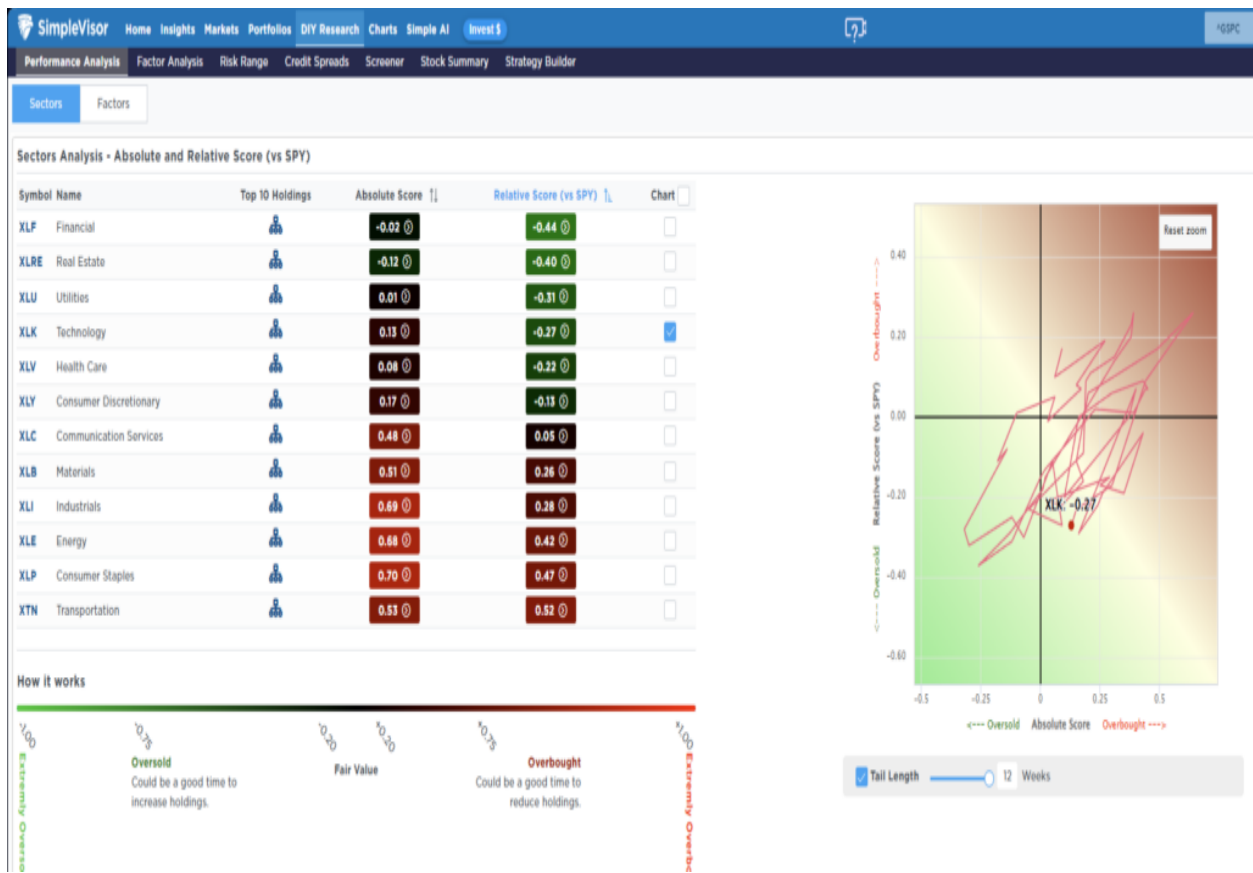 SimpleVisor Home Insights Markets Portfolios DIY Research Charts Simple AI Invest $ ^GSPC
Performance Analysis Factor Analysis Risk Range Credit Spreads Screener Stock Summary Strategy Builder
Sectors Factors
Sectors Analysis - Absolute and Relative Score (vs SPY)
Symbol Name Top 10 Holdings Absolute Score Relative Score (vs SPY) Chart
XLF Financial -0.02 -0.44
XLRE Real Estate -0.12 -0.40
XLU Utilities 0.01 -0.31
XLK Technology 0.13 -0.27
XLV Health Care 0.08 -0.22
XLY Consumer Discretionary 0.17 -0.13
XLC Communication Services 0.48 0.05
XLB Materials 0.51 0.26
XLI Industrials 0.69 0.28
XLE Energy 0.68 0.42
XLP Consumer Staples 0.70 0.47
XTN Transportation 0.53 0.52
How it works
-1.00 -0.75 -0.20 +0.20 +0.75 +1.00
Extremly Overso
Oversold
Could be a good time to
increase holdings.
Fair Value
Overbought
Could be a good time to
reduce holdings.
Extremly Overbo
Reset zoom
<--- Oversold Relative Score (vs SPY) Overbought --->
0.40
0.20
0.00
-0.20
-0.40
-0.60
XLK: -0.27
-0.5 -0.25 0 0.25 0.5
<--- Oversold Absolute Score Overbought --->
Tail Length 12 Weeks